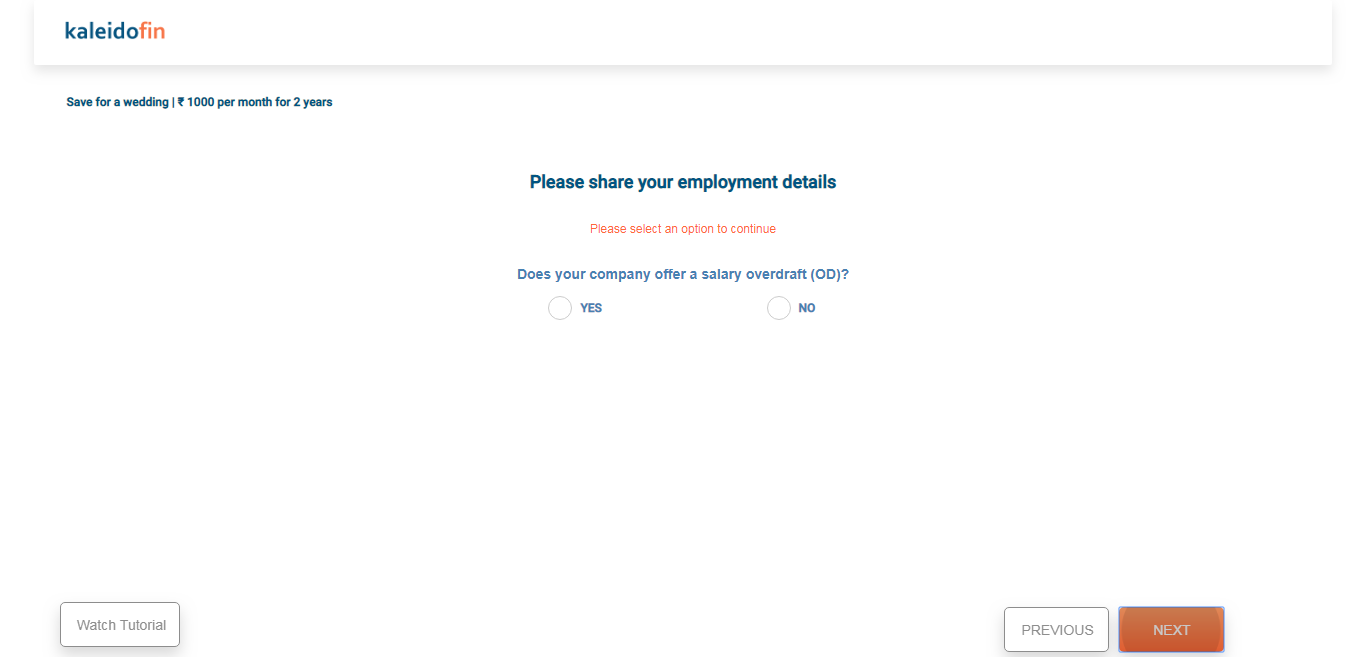 kaleidofin
Save for a wedding | ₹ 1000 per month for 2 years
Please share your employment details
Please select an option to continue
Does your company offer a salary overdraft (OD)?
YES NO
Watch Tutorial
PREVIOUS NEXT